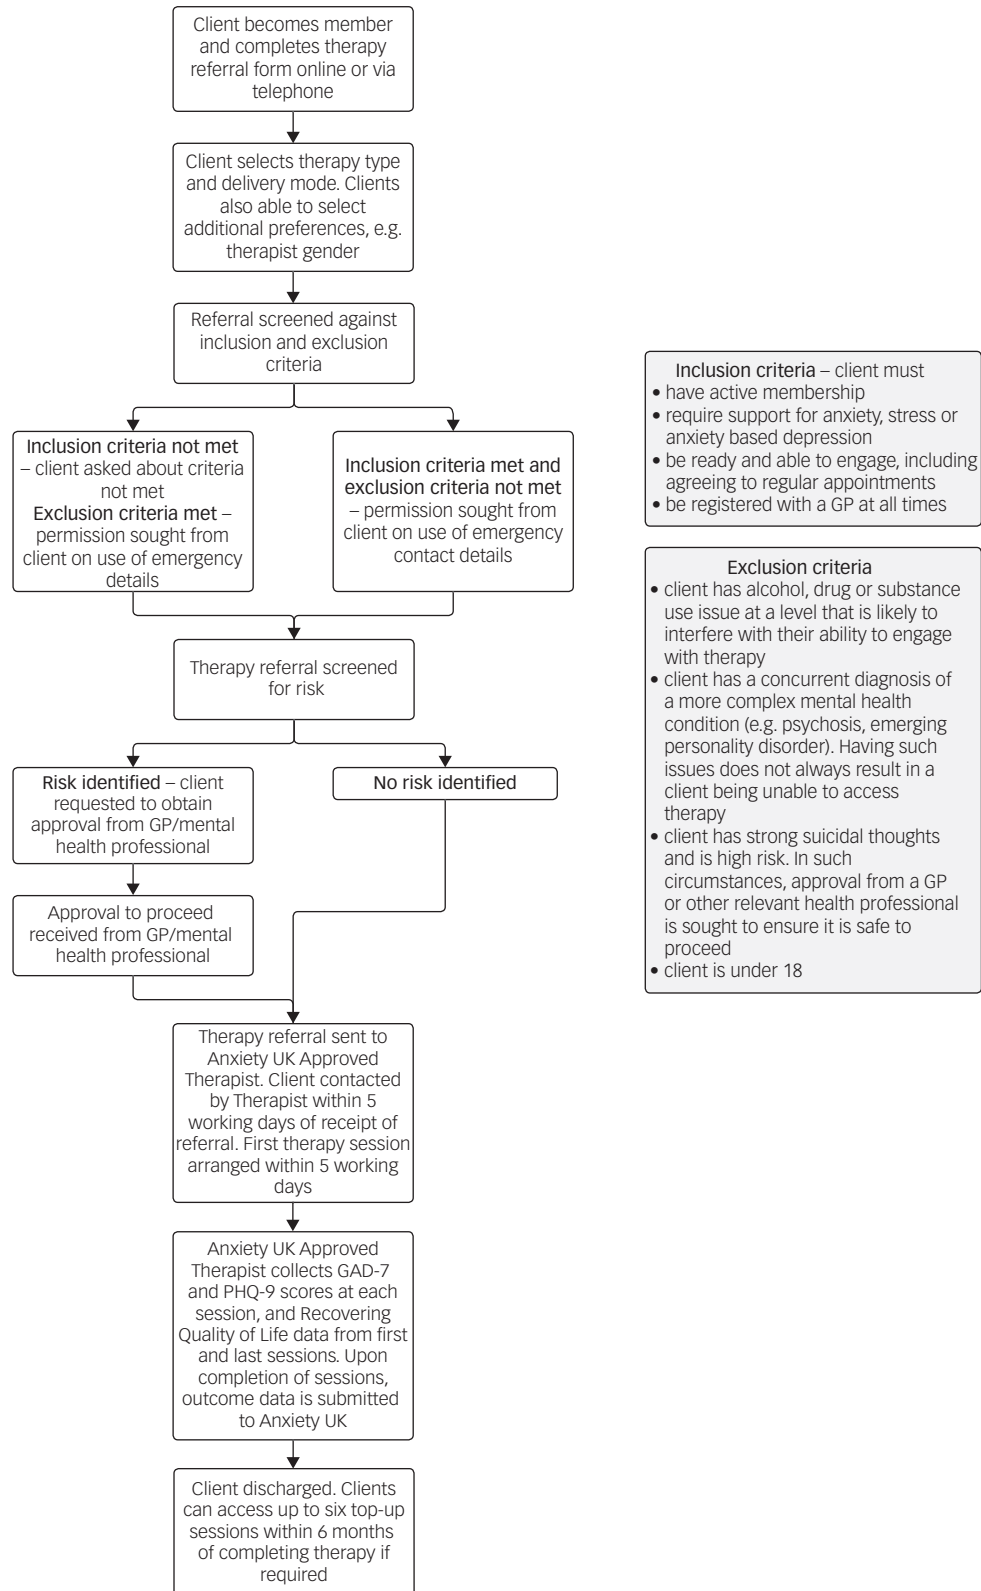 Client becomes member
and completes therapy
referral form online or via
telephone
Client selects therapy type
and delivery mode. Clients
also able to select
additional preferences, e.g.
therapist gender
Referral screened against
inclusion and exclusion
criteria
Inclusion criteria not met
– client asked about criteria
not met
Exclusion criteria met –
permission sought from
client on use of emergency
details
Inclusion criteria met and
exclusion criteria not met
– permission sought from
client on use of emergency
contact details
Therapy referral screened
for risk
Risk identified – client
requested to obtain
approval from GP/mental
health professional
No risk identified
Approval to proceed
received from GP/mental
health professional
Therapy referral sent to
Anxiety UK Approved
Therapist. Client contacted
by Therapist within 5
working days of receipt of
referral. First therapy session
arranged within 5 working
days
Anxiety UK Approved
Therapist collects GAD-7
and PHQ-9 scores at each
session, and Recovering
Quality of Life data from first
and last sessions. Upon
completion of sessions,
outcome data is submitted
to Anxiety UK
Client discharged. Clients
can access up to six top-up
sessions within 6 months
of completing therapy if
required
Inclusion criteria – client must
• have active membership
• require support for anxiety, stress or
anxiety based depression
• be ready and able to engage, including
agreeing to regular appointments
• be registered with a GP at all times
Exclusion criteria
• client has alcohol, drug or substance
use issue at a level that is likely to
interfere with their ability to engage
with therapy
• client has a concurrent diagnosis of
a more complex mental health
condition (e.g. psychosis, emerging
personality disorder). Having such
issues does not always result in a
client being unable to access
therapy
• client has strong suicidal thoughts
and is high risk. In such
circumstances, approval from a GP
or other relevant health professional
is sought to ensure it is safe to
proceed
• client is under 18